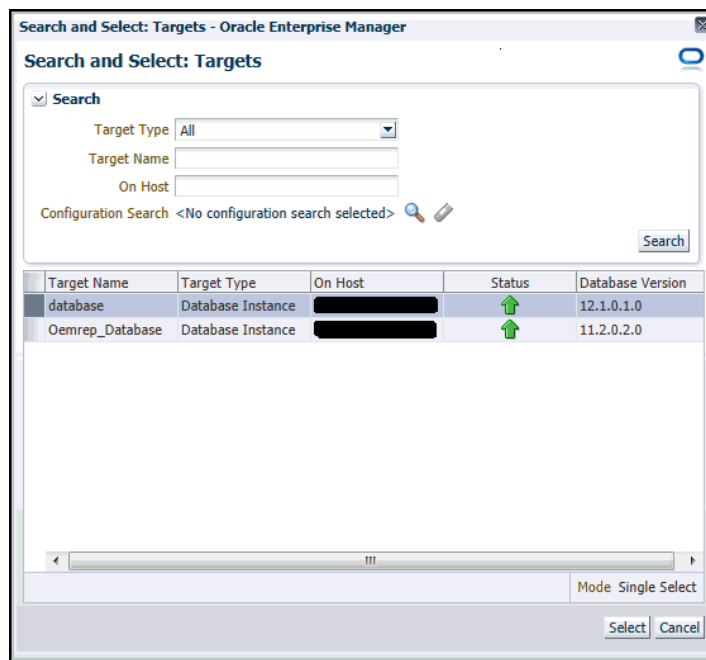 Search and Select: Targets - Oracle Enterprise Manager
Search and Select: Targets
Search
Target Type All
Target Name
On Host
Configuration Search <No configuration search selected>
Search
Target Name Target Type On Host Status Database Version
database Database Instance 12.1.0.1.0
Oemrep_Database Database Instance 11.2.0.2.0
Mode Single Select
Select Cancel